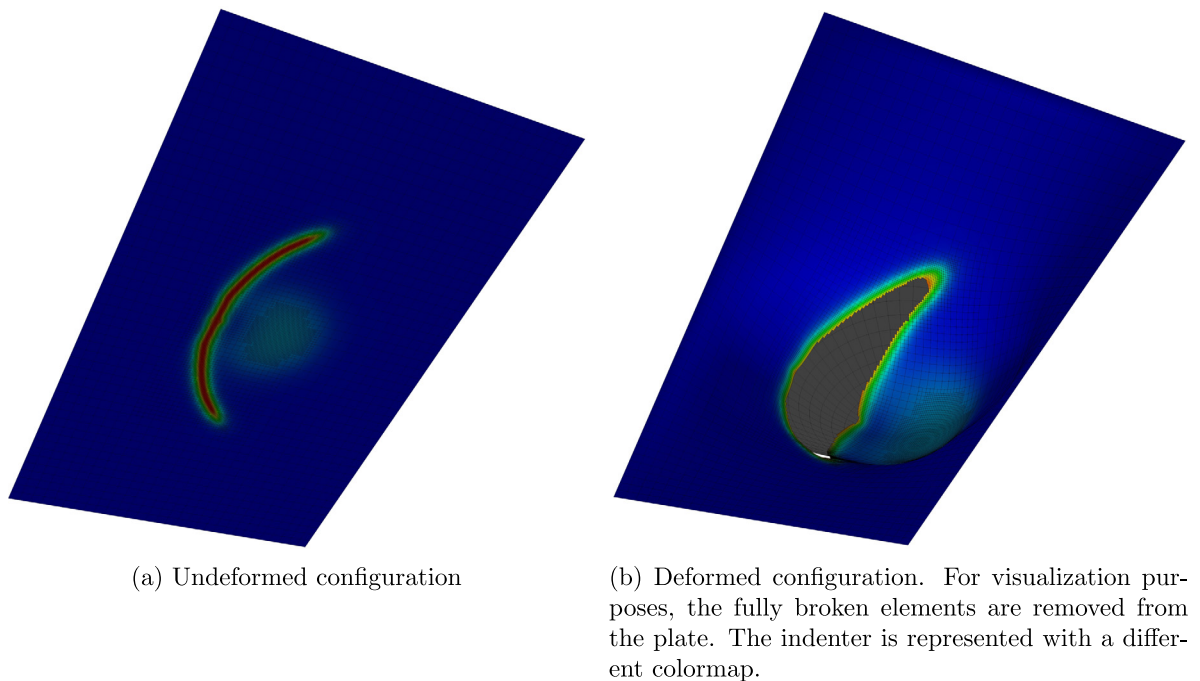 (a) Undeformed configuration
(b) Deformed configuration. For visualization pur-
poses, the fully broken elements are removed from
the plate. The indenter is represented with a differ-
ent colormap.